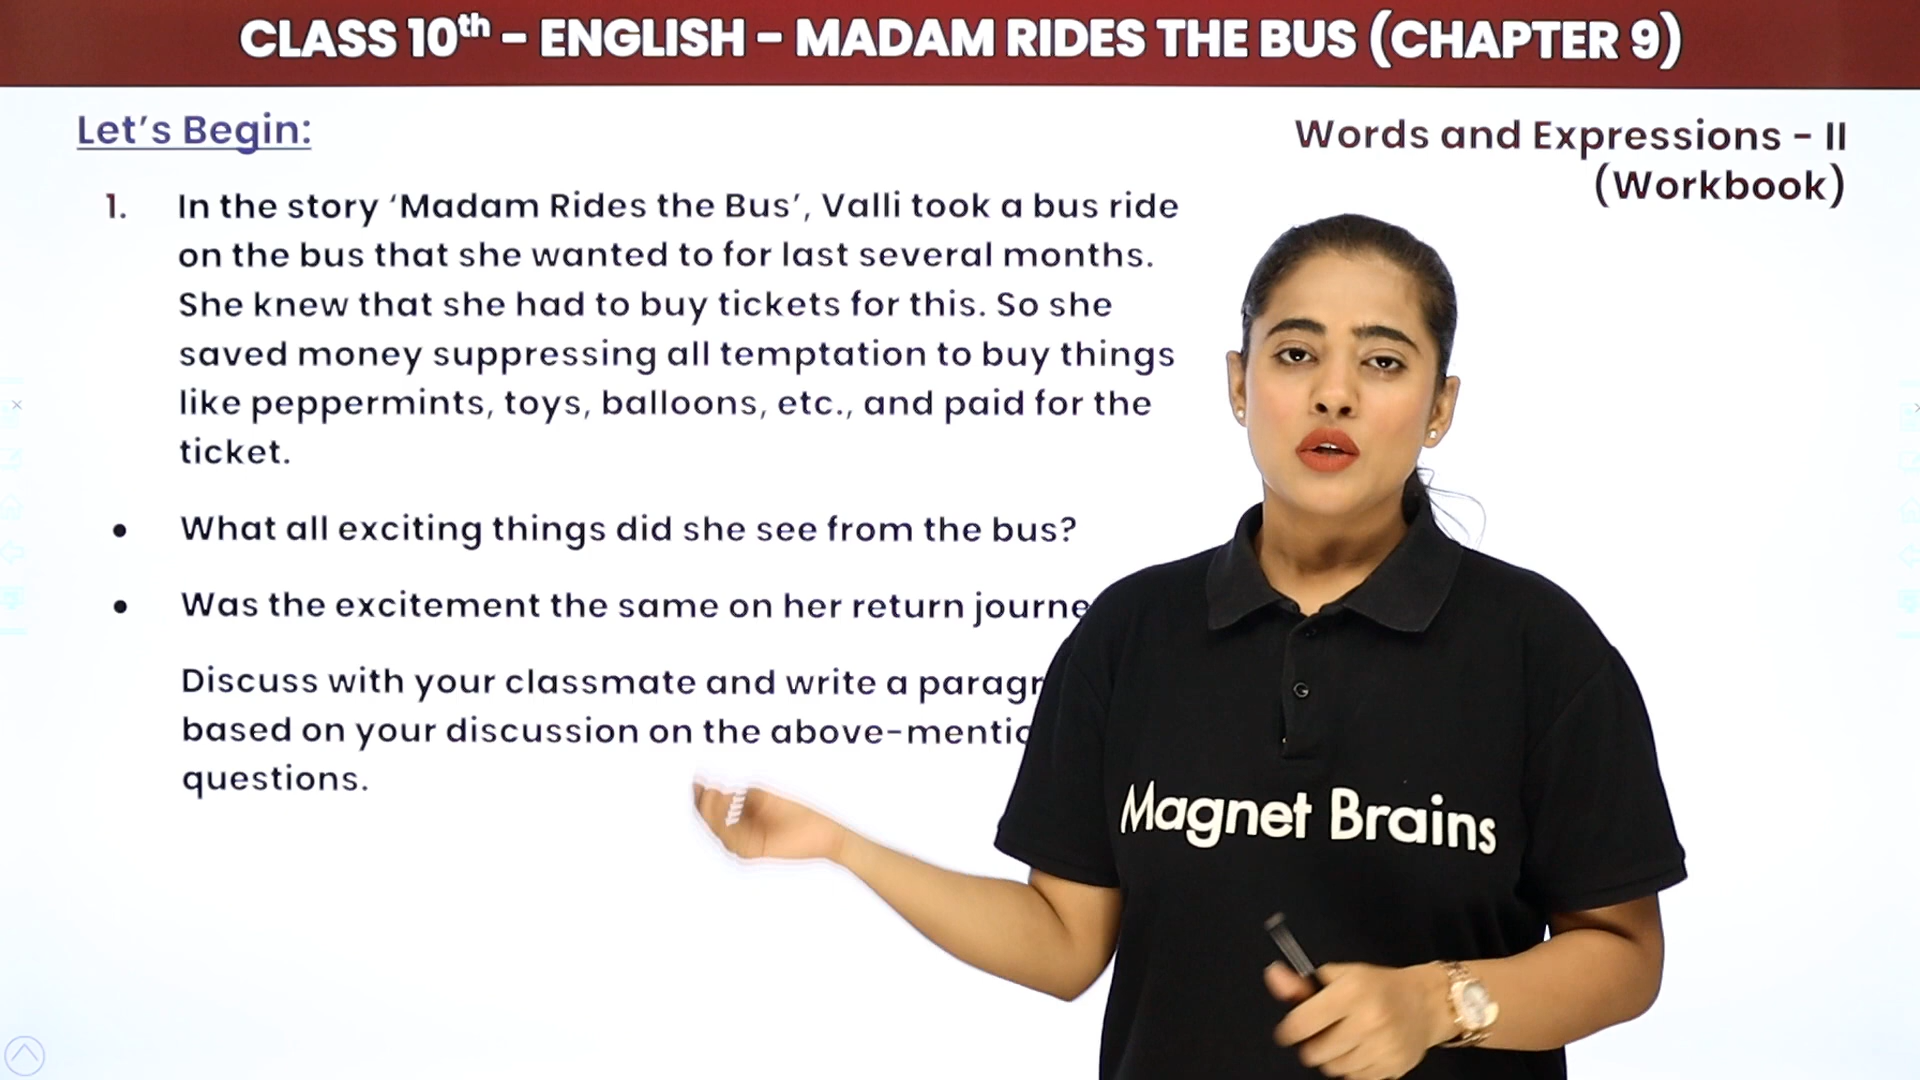 CLASS 10th - ENGLISH - MADAM RIDES THE BUS (CHAPTER 9)
Let's Begin:
Words and Expressions - II
(Workbook)
1. In the story ‘Madam Rides the Bus’, Valli took a bus ride
on the bus that she wanted to for last several months.
She knew that she had to buy tickets for this. So she
saved money suppressing all temptation to buy things
like peppermints, toys, balloons, etc., and paid for the
ticket.
• What all exciting things did she see from the bus?
• Was the excitement the same on her return
Discuss with your classmate and write a
based on your discussion on the
questions.
Magnet Brains